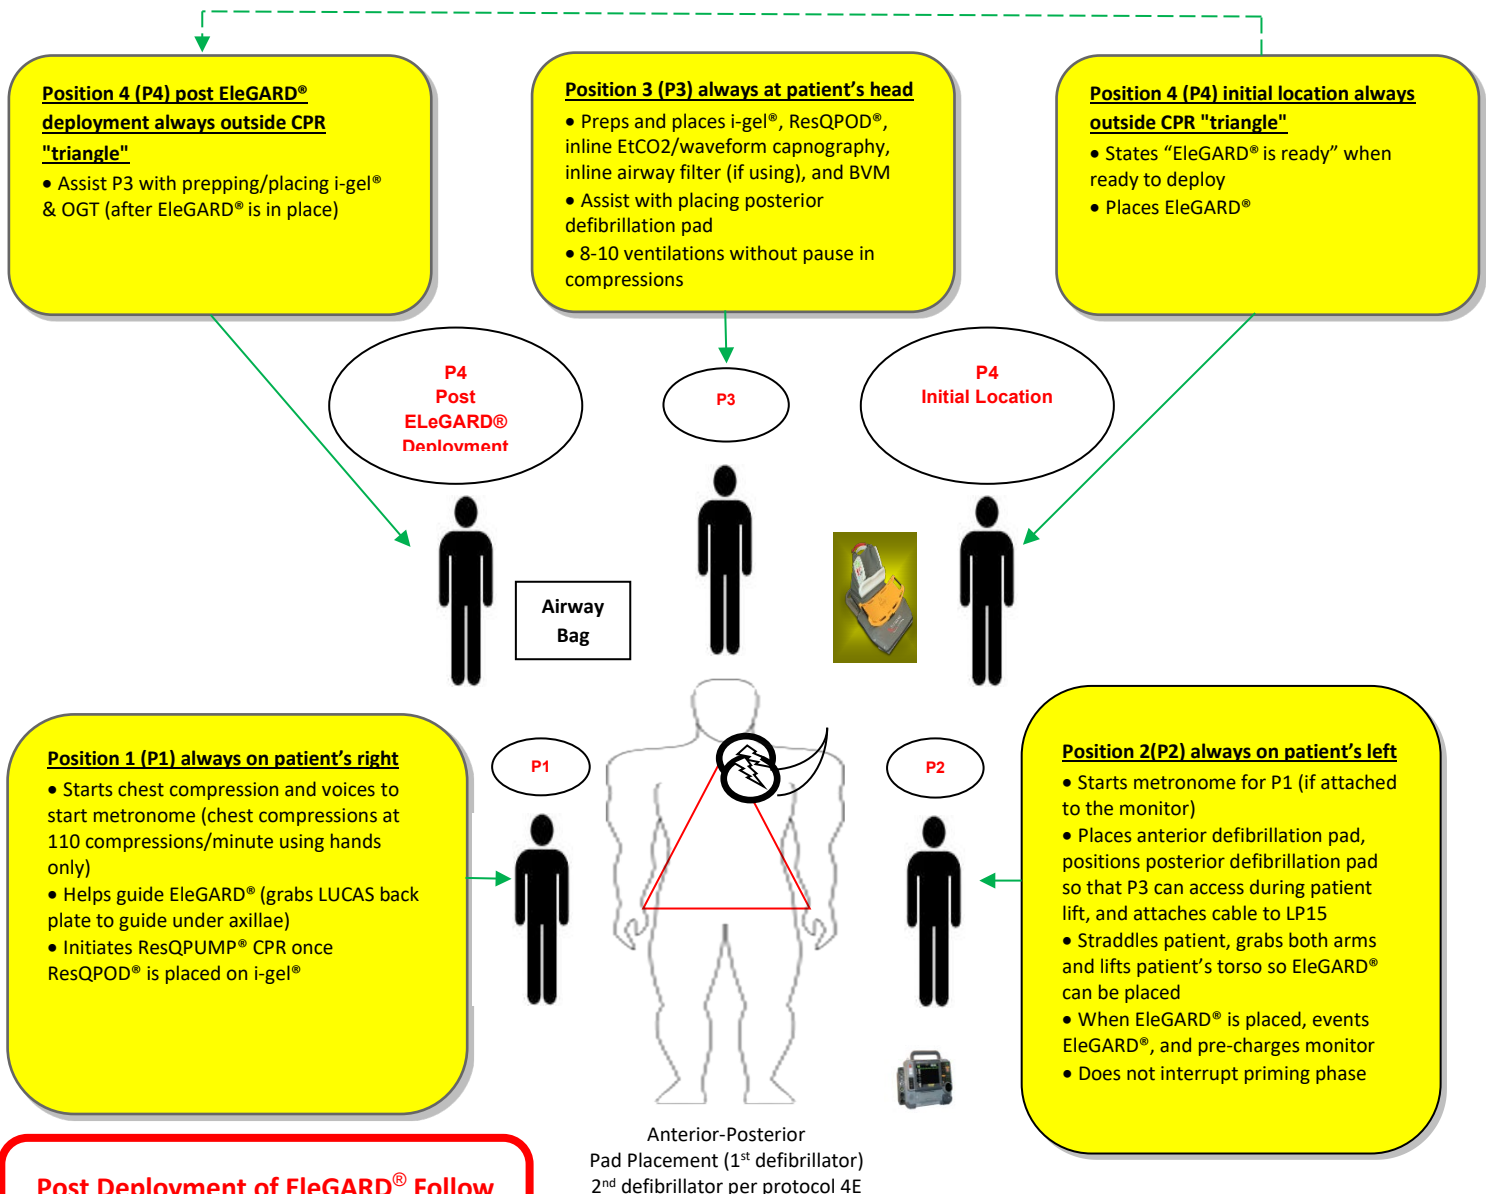 Position 4 (P4) post EleGARD®
deployment always outside CPR
"triangle"
• Assist P3 with prepping/placing i-gel®
& OGT (after EleGARD® is in place)
Position 3 (P3) always at patient’s head
• Preps and places i-gel®, ResQPOD®,
inline EtCO2/waveform capnography,
inline airway filter (if using), and BVM
• Assist with placing posterior
defibrillation pad
• 8-10 ventilations without pause in
compressions
Position 4 (P4) initial location always
outside CPR "triangle"
• States “EleGARD® is ready” when
ready to deploy
• Places EleGARD®
P4
Post
ELeGARD®
Deployment
P3
P4
Initial Location
Airway
Bag
Position 1 (P1) always on patient’s right
• Starts chest compression and voices to
start metronome (chest compressions at
110 compressions/minute using hands
only)
• Helps guide EleGARD® (grabs LUCAS back
plate to guide under axillae)
• Initiates ResQPUMP® CPR once
ResQPOD® is placed on i-gel®
P1
P2
Position 2(P2) always on patient’s left
• Starts metronome for P1 (if attached
to the monitor)
• Places anterior defibrillation pad,
positions posterior defibrillation pad
so that P3 can access during patient
lift, and attaches cable to LP15
• Straddles patient, grabs both arms
and lifts patient’s torso so EleGARD®
can be placed
• When EleGARD® is placed, events
EleGARD®, and pre-charges monitor
• Does not interrupt priming phase
Anterior-Posterior
Pad Placement (1st defibrillator)
2nd defibrillator per protocol 4E
Post Deployment of EleGARD® Follow